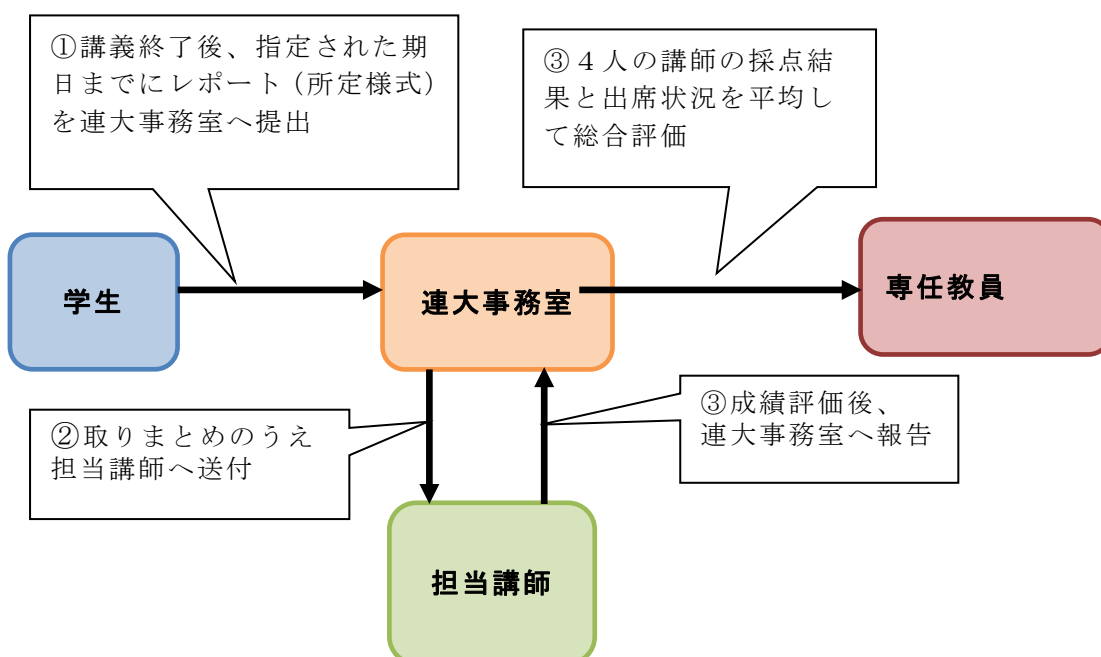 ①講義終了後、指定された期
日までにレポート（所定様式）
を連大事務室へ提出
③４人の講師の採点結
果と出席状況を平均し
て総合評価
学生
連大事務室
専任教員
②取りまとめのうえ
担当講師へ送付
③成績評価後、
連大事務室へ報告
担当講師